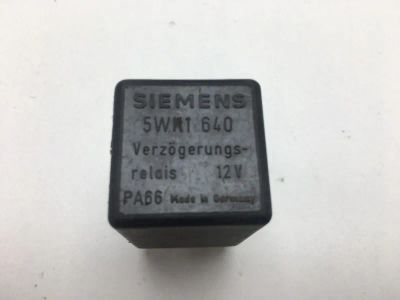 SIEMENS
5WK1 640
Verzögerungs-
relais 12V
PA66 Made in Germany